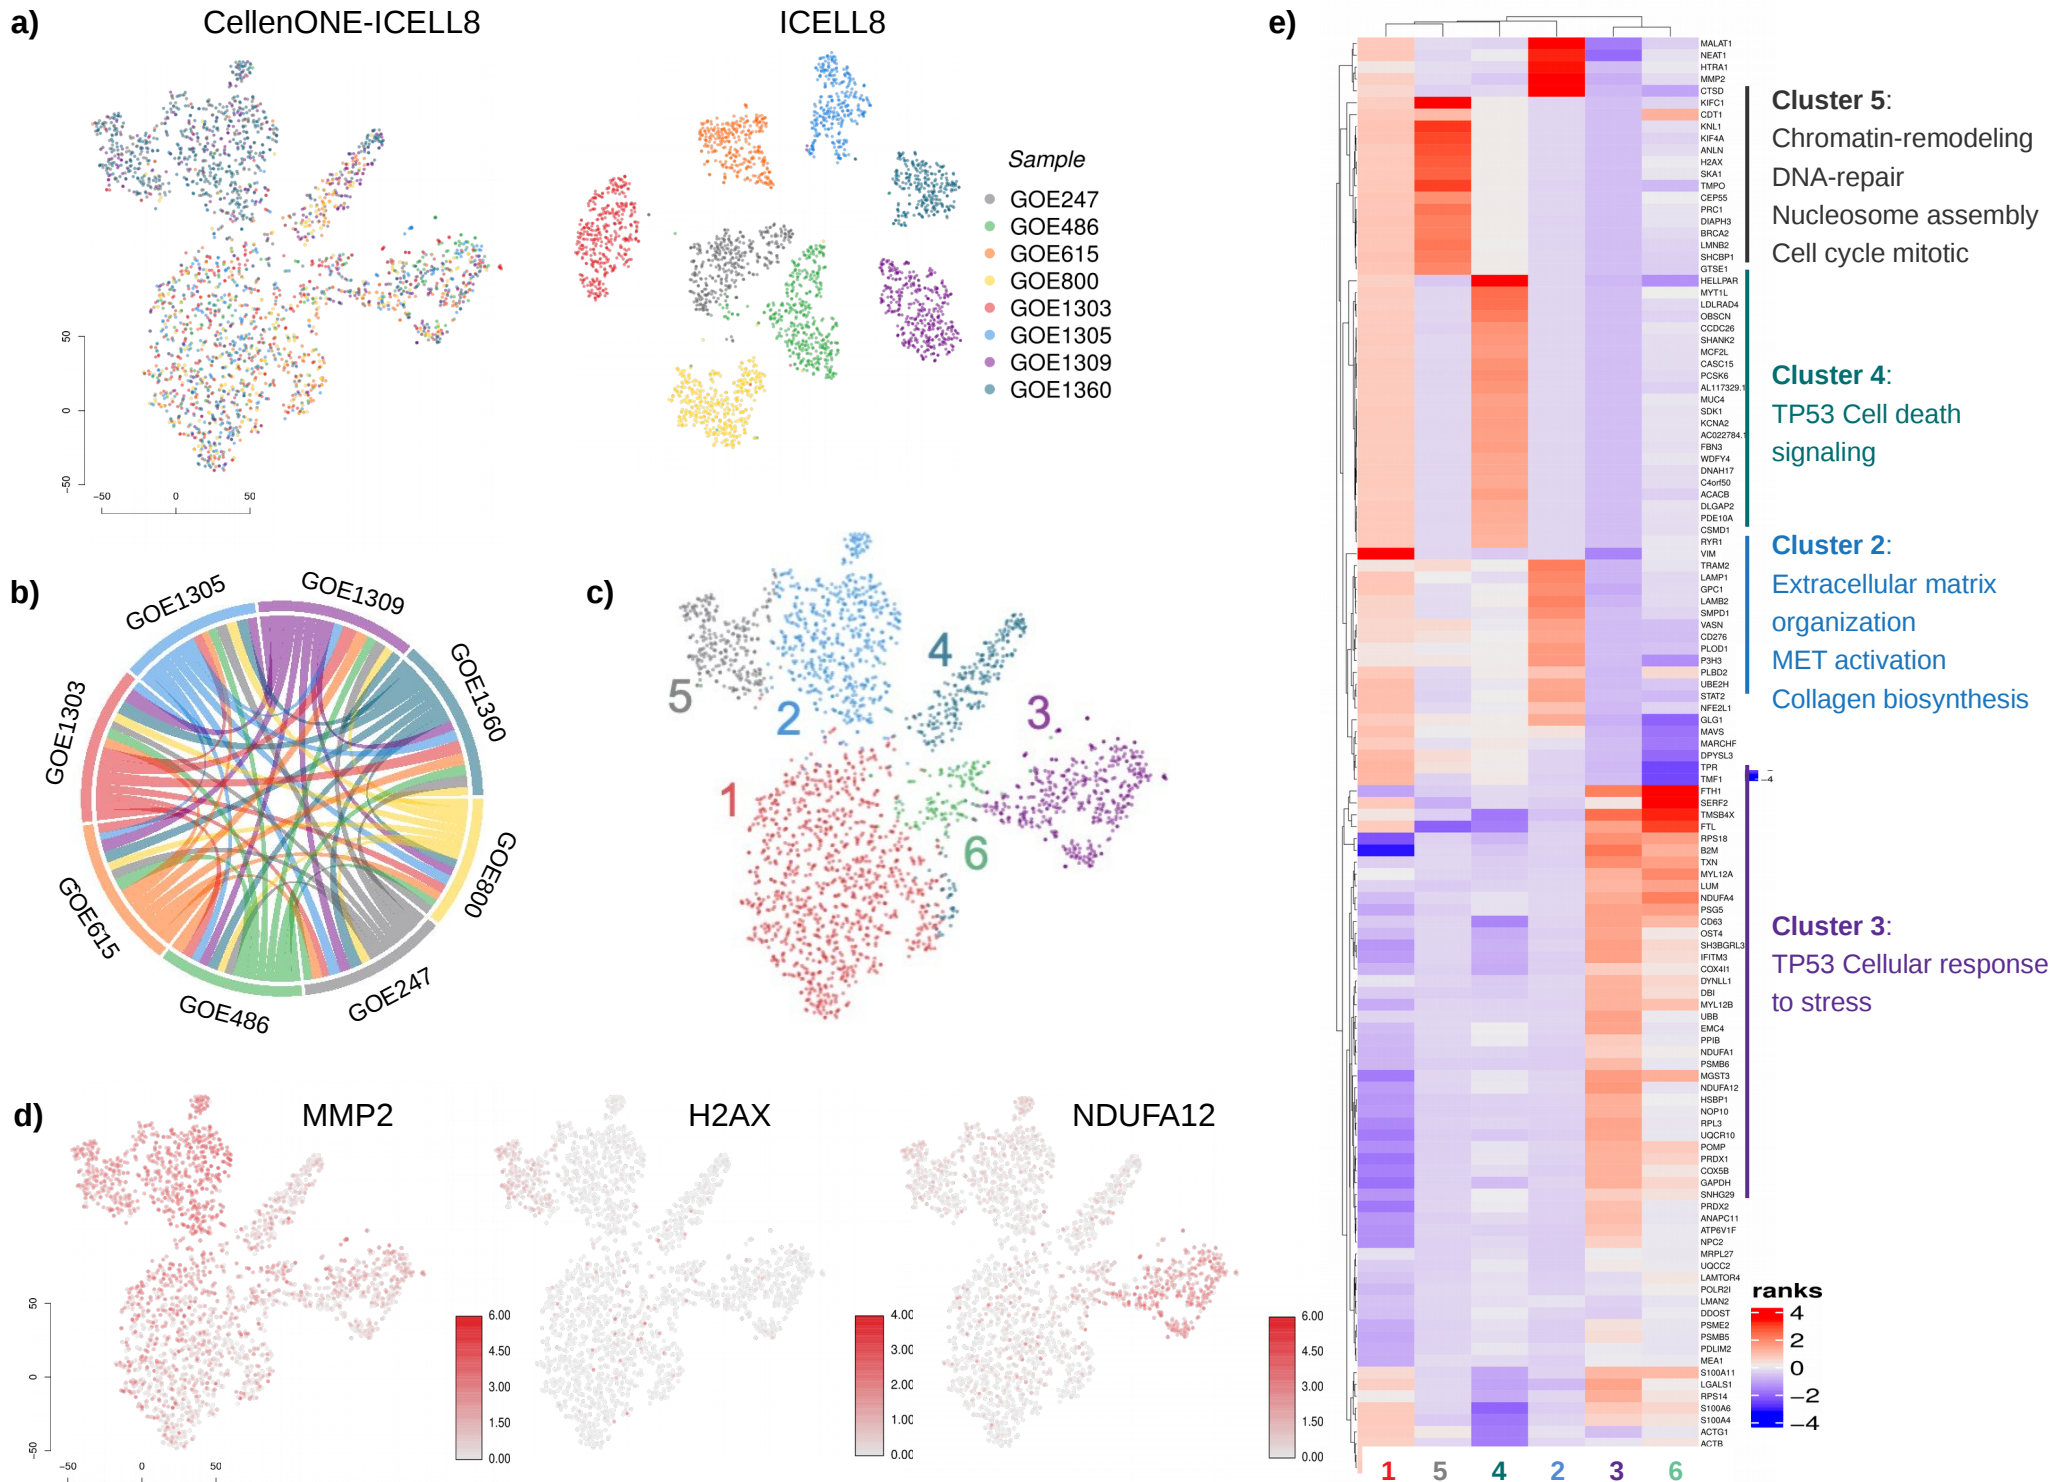 a)
CellenONE-ICELL8
ICELL8
Sample
GOE247
GOE486
GOE615
GOE800
GOE1303
GOE1305
GOE1309
GOE1360
50
0
−50
−50
0
50
b)
GOE1305
GOE1309
GOE1360
GOE800
GOE247
GOE486
GOE615
GOE1303
c)
5
2
4
3
1
6
d)
MMP2
H2AX
NDUFA12
50
0
−50
−50
0
50
6.00
4.50
3.00
1.50
0.00
4.00
3.00
2.00
1.00
0.00
6.00
4.50
3.00
1.50
0.00
e)
MALAT1
NEAT1
HTRA1
MMP2
CTSD
KIFC1
CDT1
KNL1
KIF4A
ANLN
H2AX
SKA1
TMPO
CEP55
PRC1
DIAPH3
BRCA2
LMNB2
SHCBP1
GTSE1
HELLPAR
MYT1L
LDLRAD4
OBSCN
CCDC26
SHANK2
MCF2L
CASC15
PCSK6
AL117329.1
MUC4
SDK1
KCNA2
AC022784.1
FBN3
WDFY4
DNAH17
C4orf50
ACACB
DLGAP2
PDE10A
CSMD1
RYR1
VIM
TRAM2
LAMP1
GPC1
LAMB2
SMPD1
VASN
CD276
PLOD1
P3H3
PLBD2
UBE2H
STAT2
NFE2L1
GLG1
MAVS
MARCHF
DPYSL3
TPR
TMF1
FTH1
SERF2
TMSB4X
FTL
RPS18
B2M
TXN
MYL12A
LUM
NDUFA4
PSG5
CD63
OST4
SH3BGRL3
IFITM3
COX4I1
DYNLL1
DBI
MYL12B
UBB
EMC4
PPIB
NDUFA1
PSMB6
MGST3
NDUFA12
HSBP1
NOP10
RPL3
UQCR10
POMP
PRDX1
COX5B
GAPDH
SNHG29
PRDX2
ANAPC11
ATP6V1F
NPC2
MRPL27
UQCC2
LAMTOR4
POLR2I
LMAN2
DDOST
PSME2
PSMB5
PDLIM2
MEA1
S100A11
LGALS1
RPS14
S100A6
S100A4
ACTG1
ACTB
1
5
4
2
3
6
Cluster 5:
Chromatin-remodeling
DNA-repair
Nucleosome assembly
Cell cycle mitotic
Cluster 4:
TP53 Cell death
signaling
Cluster 2:
Extracellular matrix
organization
MET activation
Collagen biosynthesis
−4
Cluster 3:
TP53 Cellular response
to stress
ranks
4
2
0
−2
−4